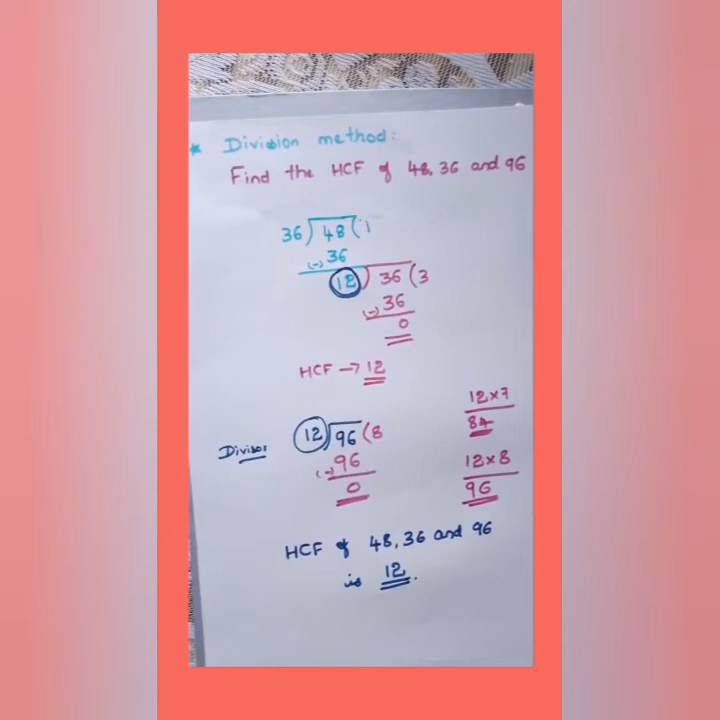 * Division method:
Find the HCF of 48, 36 and 96
36) 48 (1
(-) 36
12) 36 (3
(-) 36
0
HCF → 12
12×7
84
Divisor 12) 96 (8
(-) 96
0
12×8
96
HCF of 48, 36 and 96
is 12.